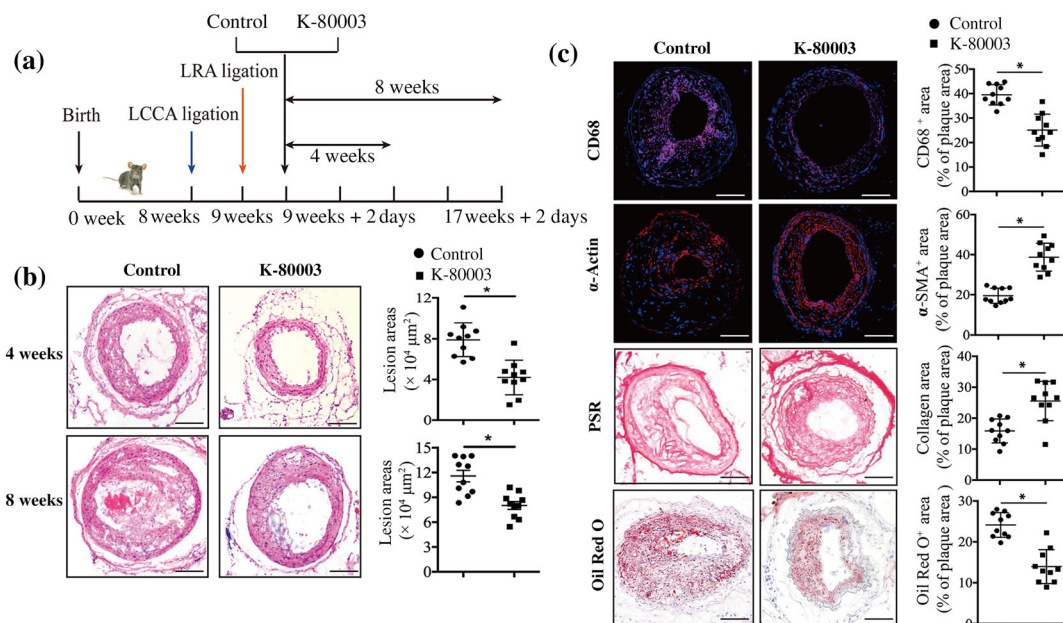 (a)
Control K-80003
LRA ligation
8 weeks
Birth
LCCA ligation
4 weeks
0 week 8 weeks 9 weeks 9 weeks + 2 days 17 weeks + 2 days
(b)
Control K-80003
4 weeks
8 weeks
Control
K-80003
Lesion areas
(× 10⁴ μm²)
12
8
4
0
*
Lesion areas
(× 10⁴ μm²)
15
12
9
6
3
0
*
(c)
Control K-80003
CD68
α-Actin
PSR
Oil Red O
Control
K-80003
CD68⁺ area
(% of plaque area)
50
40
30
20
10
0
*
α-SMA⁺ area
(% of plaque area)
60
40
20
0
*
Collagen area
(% of plaque area)
40
30
20
10
0
*
Oil Red O⁺ area
(% of plaque area)
30
20
10
0
*